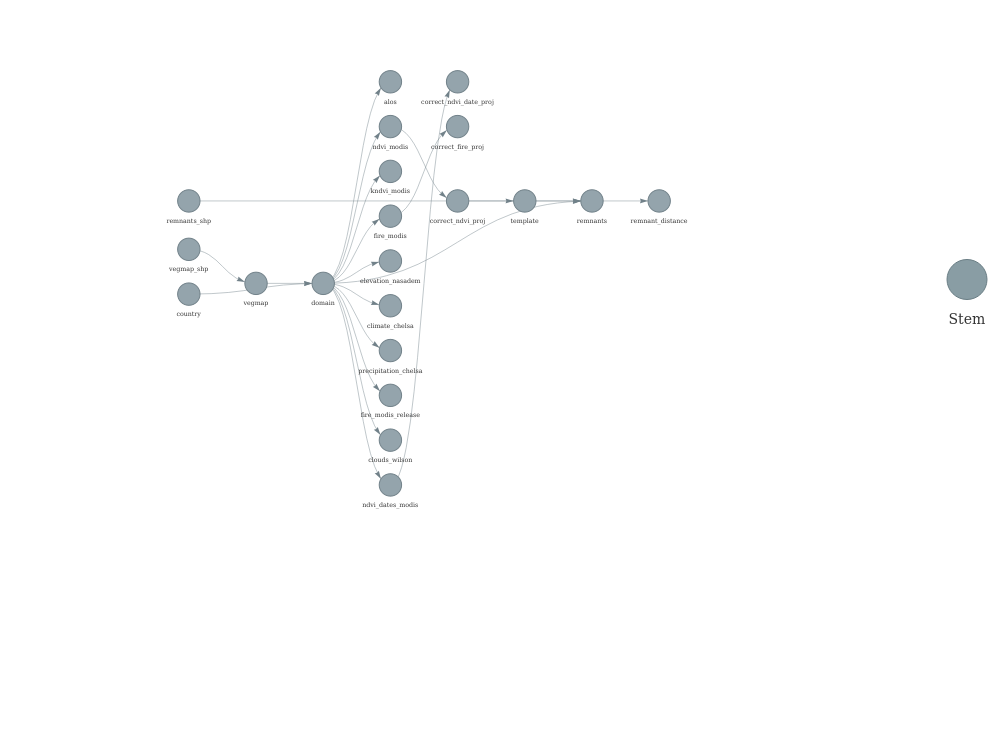 alos
correct_ndvi_date_proj
ndvi_modis
correct_fire_proj
kndvi_modis
remnants_shp
fire_modis
correct_ndvi_proj
template
remnants
remnant_distance
vegmap_shp
elevation_nasadem
country
vegmap
domain
Stem
climate_chelsa
precipitation_chelsa
fire_modis_release
clouds_wilson
ndvi_dates_modis